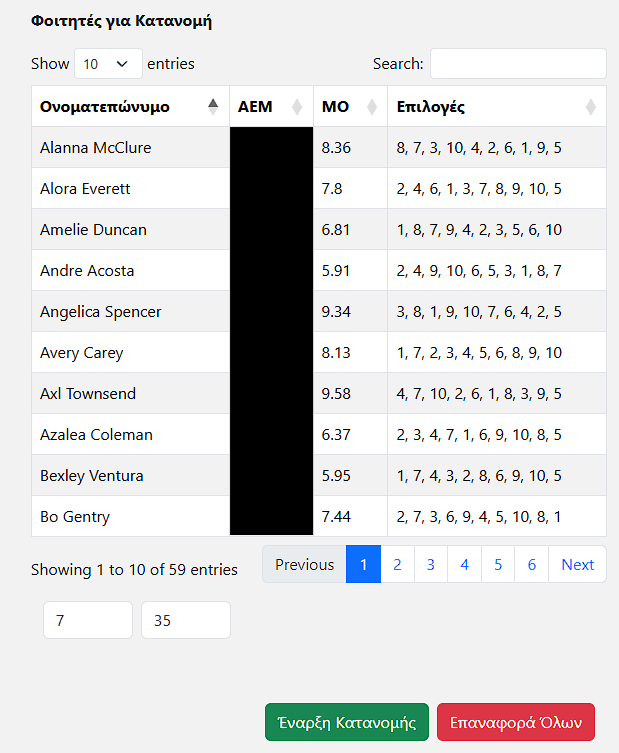 Φοιτητές για Κατανομή
Show 10 entries Search:
Ονοματεπώνυμο ΑΕΜ ΜΟ Επιλογές
Alanna McClure 8.36 8, 7, 3, 10, 4, 2, 6, 1, 9, 5
Alora Everett 7.8 2, 4, 6, 1, 3, 7, 8, 9, 10, 5
Amelie Duncan 6.81 1, 8, 7, 9, 4, 2, 3, 5, 6, 10
Andre Acosta 5.91 2, 4, 9, 10, 6, 5, 3, 1, 8, 7
Angelica Spencer 9.34 3, 8, 1, 9, 10, 7, 6, 4, 2, 5
Avery Carey 8.13 1, 7, 2, 3, 4, 5, 6, 8, 9, 10
Axl Townsend 9.58 4, 7, 10, 2, 6, 1, 8, 3, 9, 5
Azalea Coleman 6.37 2, 3, 4, 7, 1, 6, 9, 10, 8, 5
Bexley Ventura 5.95 1, 7, 4, 3, 2, 8, 6, 9, 10, 5
Bo Gentry 7.44 2, 7, 3, 6, 9, 4, 5, 10, 8, 1
Showing 1 to 10 of 59 entries Previous 1 2 3 4 5 6 Next
7 35
Έναρξη Κατανομής Επαναφορά Όλων